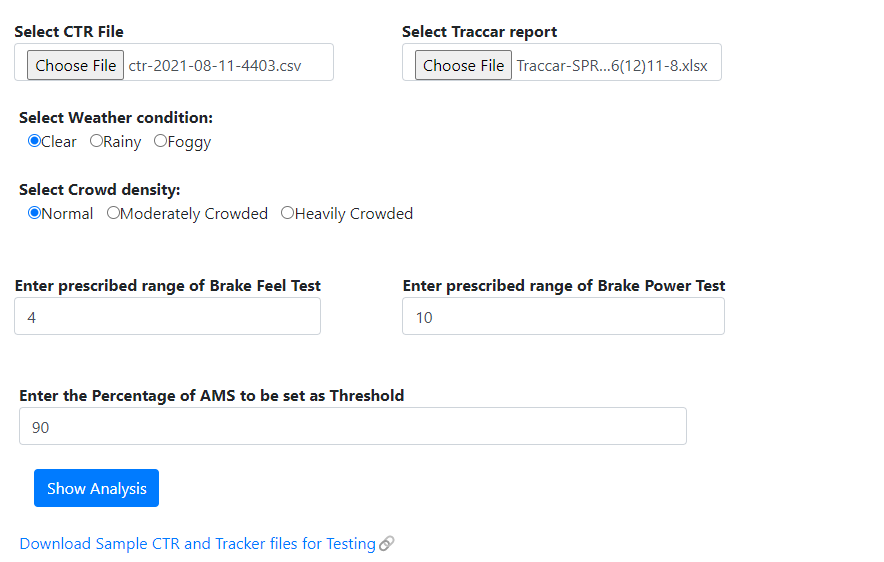 Select CTR File
Select Traccar report
Choose File ctr-2021-08-11-4403.csv
Choose File Traccar-SPR...6(12)11-8.xlsx
Select Weather condition:
Clear Rainy Foggy
Select Crowd density:
Normal Moderately Crowded Heavily Crowded
Enter prescribed range of Brake Feel Test
Enter prescribed range of Brake Power Test
4
10
Enter the Percentage of AMS to be set as Threshold
90
Show Analysis
Download Sample CTR and Tracker files for Testing